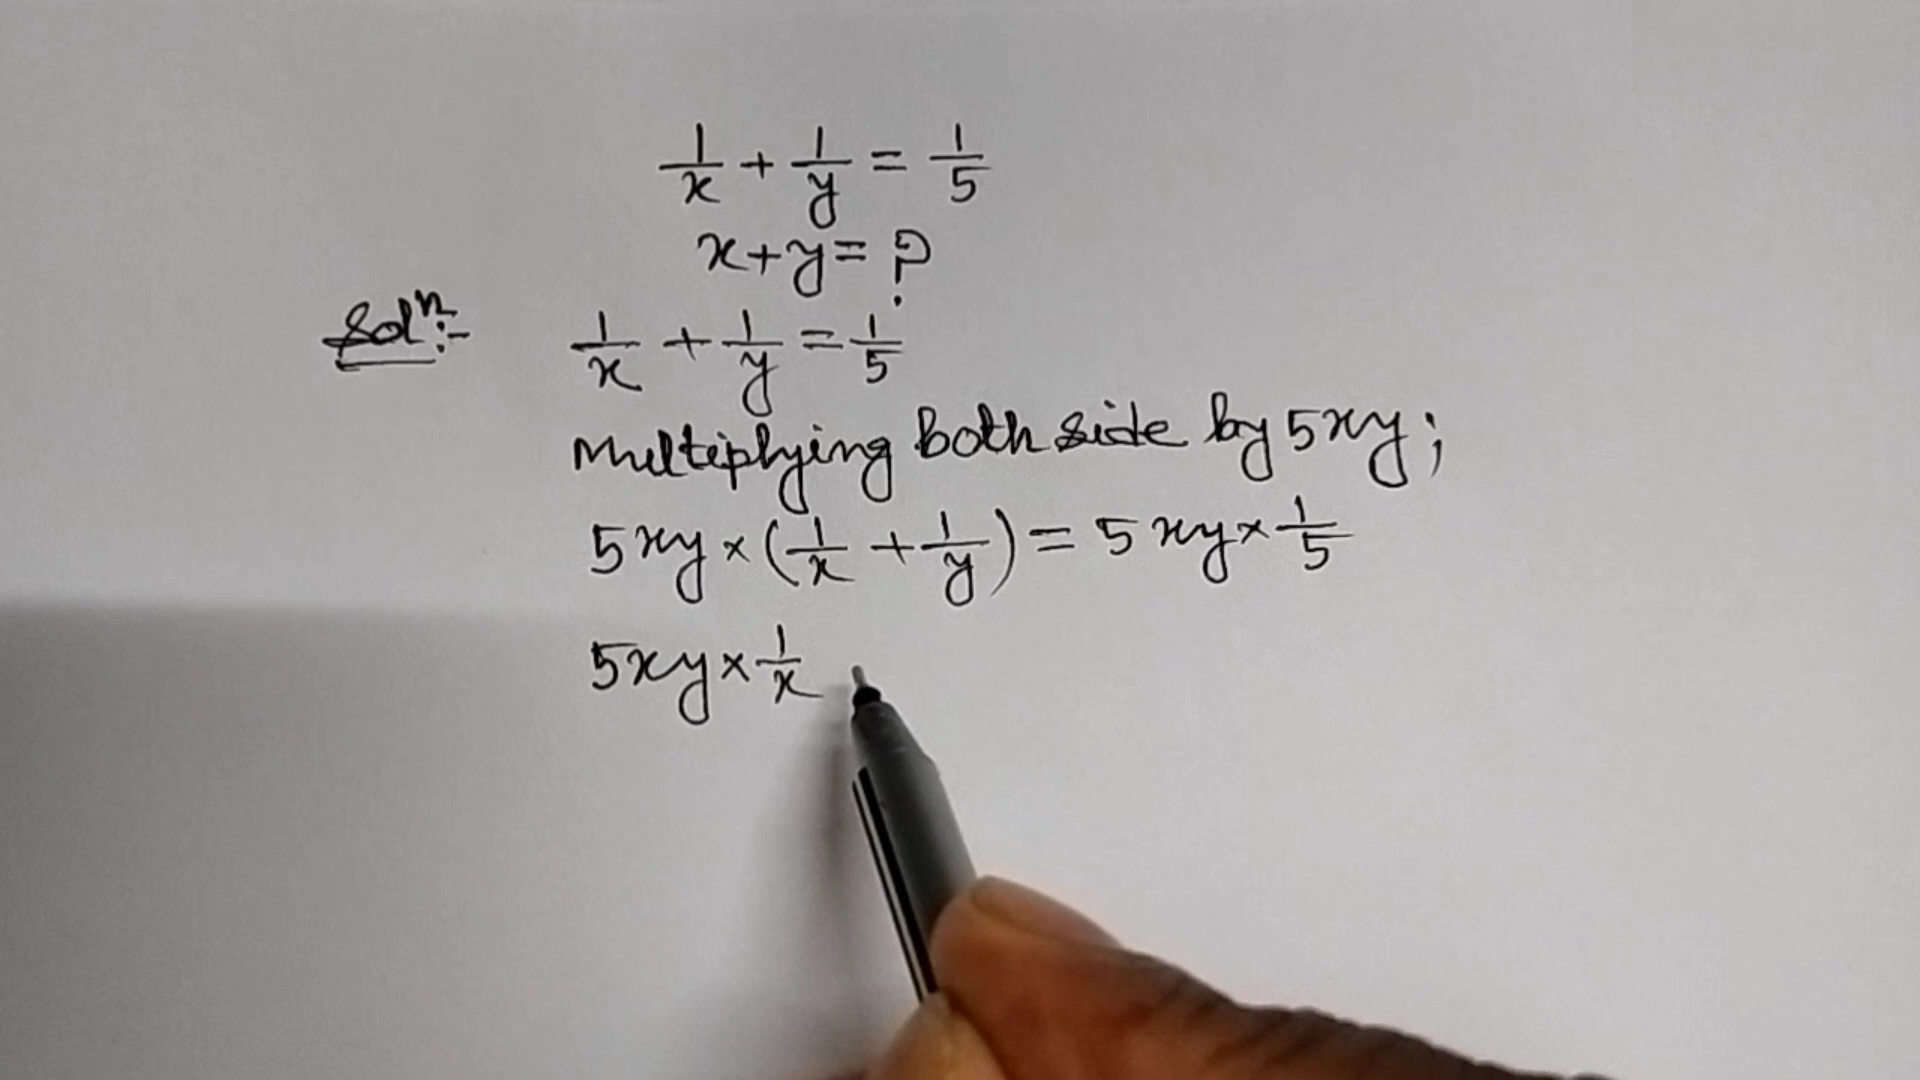 1/x + 1/y = 1/5
x+y= ?
Solⁿ:- 1/x + 1/y = 1/5
Multiplying Both side by 5xy;
5xy × (1/x + 1/y) = 5xy × 1/5
5xy × 1/x